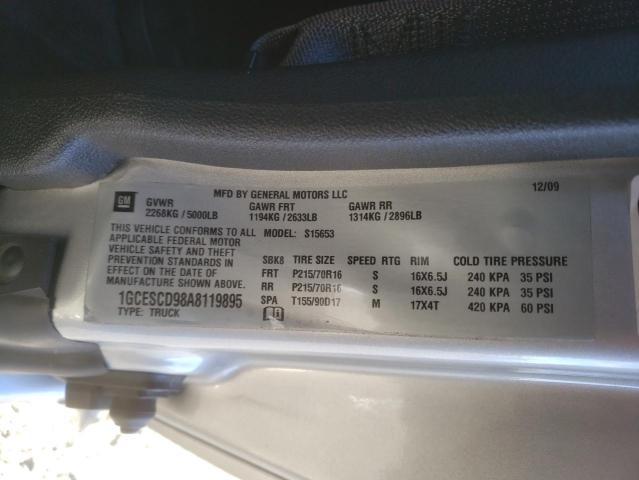 MFD BY GENERAL MOTORS LLC 12/09
GM GVWR GAWR FRT GAWR RR
2268KG / 5000LB 1194KG / 2633LB 1314KG / 2896LB
THIS VEHICLE CONFORMS TO ALL MODEL: S15653
APPLICABLE FEDERAL MOTOR
VEHICLE SAFETY AND THEFT
PREVENTION STANDARDS IN
EFFECT ON THE DATE OF
MANUFACTURE SHOWN ABOVE.
1GCESCD98A8119895
TYPE: TRUCK
SBK8 TIRE SIZE SPEED RTG RIM COLD TIRE PRESSURE
FRT P215/70R16 S 16X6.5J 240 KPA 35 PSI
RR P215/70R16 S 16X6.5J 240 KPA 35 PSI
SPA T155/90D17 M 17X4T 420 KPA 60 PSI